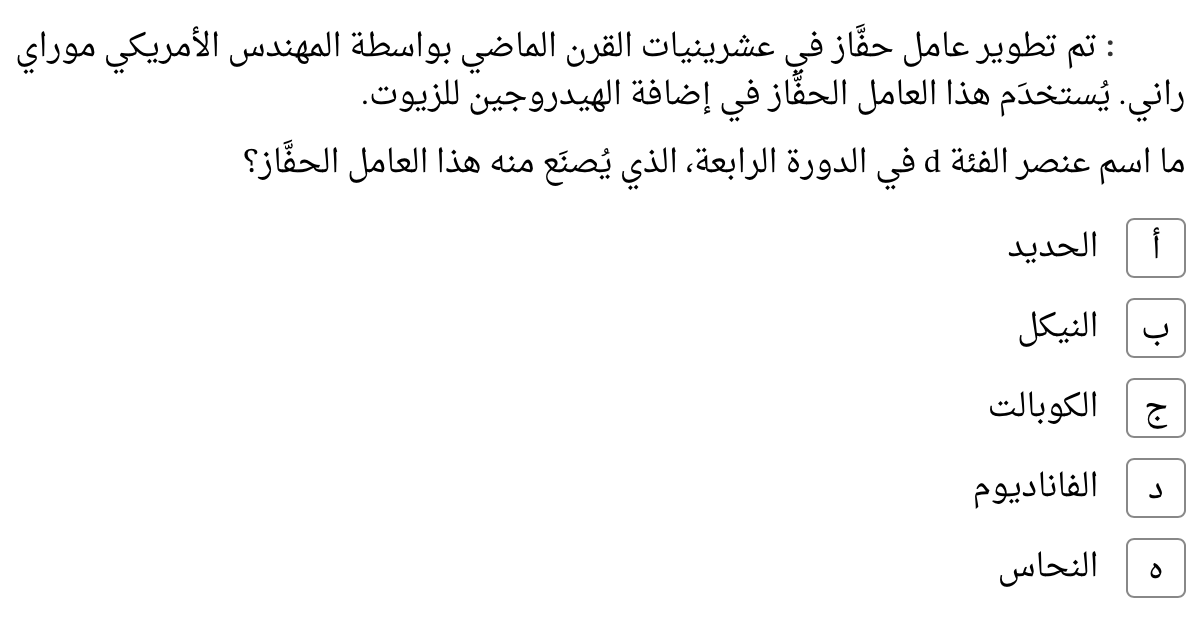 : تم تطوير عامل حفَّاز في عشرينيات القرن الماضي بواسطة المهندس الأمريكي موراي
راني. يُستخدَم هذا العامل الحفَّاز في إضافة الهيدروجين للزيوت.
ما اسم عنصر الفئة d في الدورة الرابعة، الذي يُصنَع منه هذا العامل الحفَّاز؟
أ الحديد
ب النيكل
ج الكوبالت
د الفاناديوم
ه النحاس